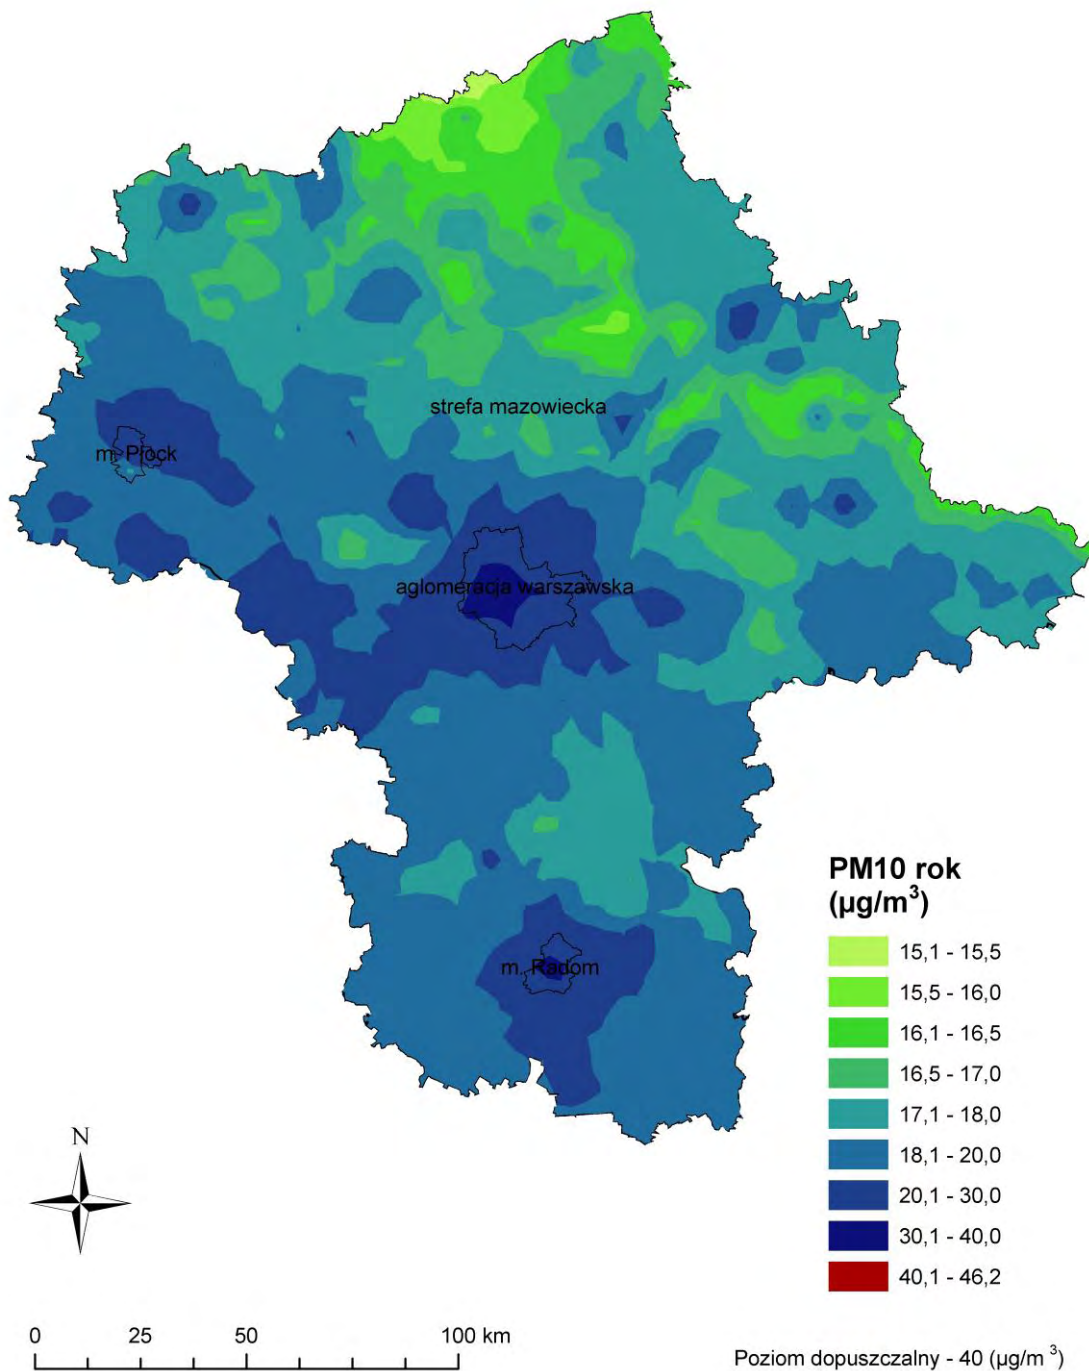 strefa mazowiecka
m. Płock
aglomeracja warszawska
m. Radom
PM10 rok
(µg/m³)
15,1 - 15,5
15,5 - 16,0
16,1 - 16,5
16,5 - 17,0
17,1 - 18,0
18,1 - 20,0
20,1 - 30,0
30,1 - 40,0
40,1 - 46,2
N
0 25 50 100 km
Poziom dopuszczalny - 40 (µg/m ³)